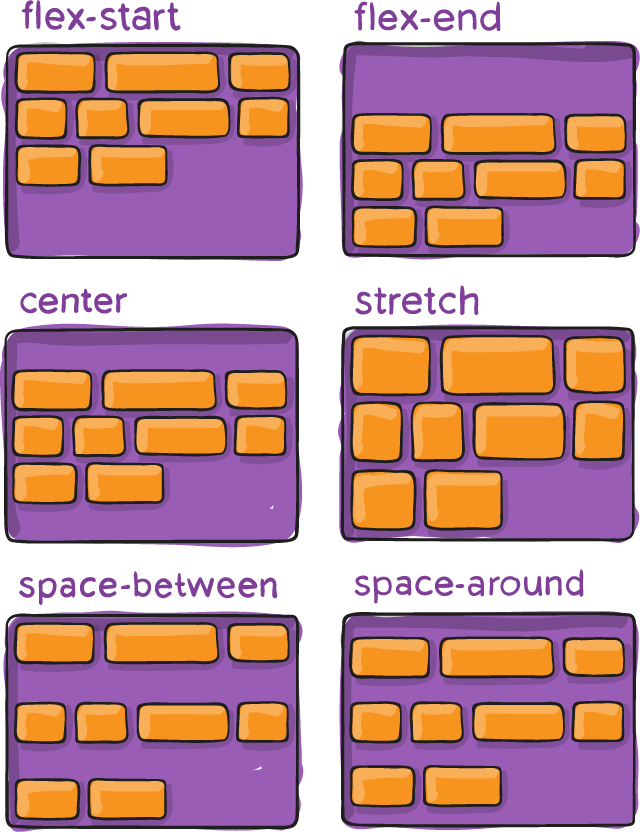 flex-start
flex-end
center
stretch
space-between
space-around